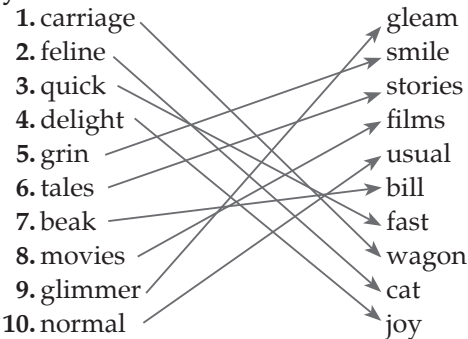 1. carriage gleam
2. feline smile
3. quick stories
4. delight films
5. grin usual
6. tales bill
7. beak fast
8. movies wagon
9. glimmer cat
10. normal joy